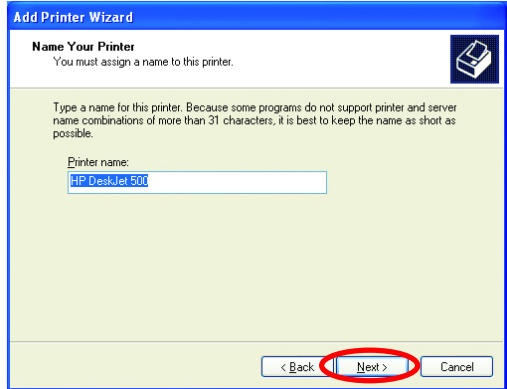 Add Printer Wizard
Name Your Printer
You must assign a name to this printer.
Type a name for this printer. Because some programs do not support printer and server
name combinations of more than 31 characters, it is best to keep the name as short as
possible.
Printer name:
HP DeskJet 500
< Back
Next >
Cancel